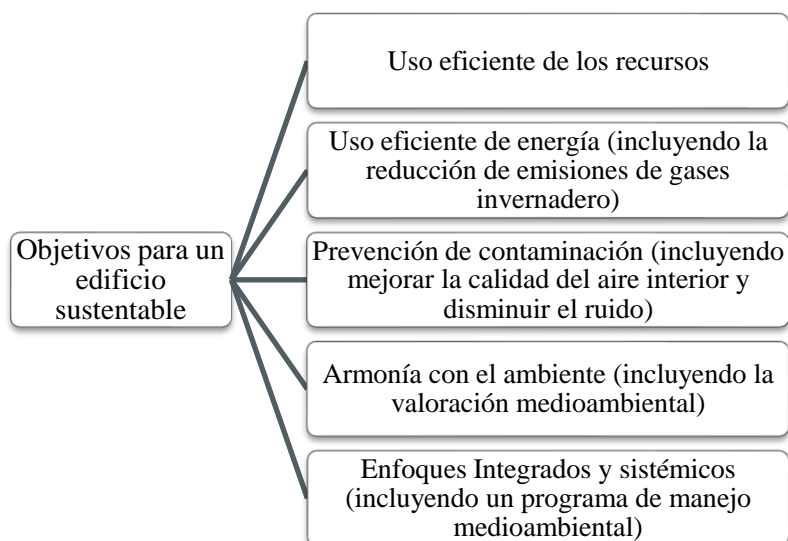 Objetivos para un
edificio
sustentable
Uso eficiente de los recursos
Uso eficiente de energía (incluyendo la
reducción de emisiones de gases
invernadero)
Prevención de contaminación (incluyendo
mejorar la calidad del aire interior y
disminuir el ruido)
Armonía con el ambiente (incluyendo la
valoración medioambiental)
Enfoques Integrados y sistémicos
(incluyendo un programa de manejo
medioambiental)